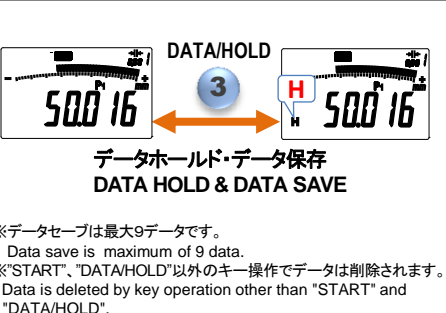 DATA/HOLD
3
H
P1
P1
mm
mm
50.016
H
50.016
データホールド・データ保存
DATA HOLD & DATA SAVE
※データセーブは最大9データです。
Data save is maximum of 9 data.
※"START"、"DATA/HOLD"以外のキー操作でデータは削除されます。
Data is deleted by key operation other than "START" and
"DATA/HOLD".